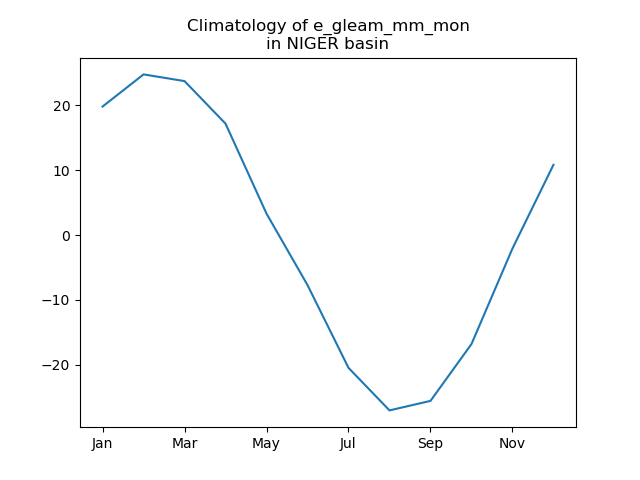 Climatology of e_gleam_mm_mon
in NIGER basin
20
10
0
−10
−20
Jan
Mar
May
Jul
Sep
Nov